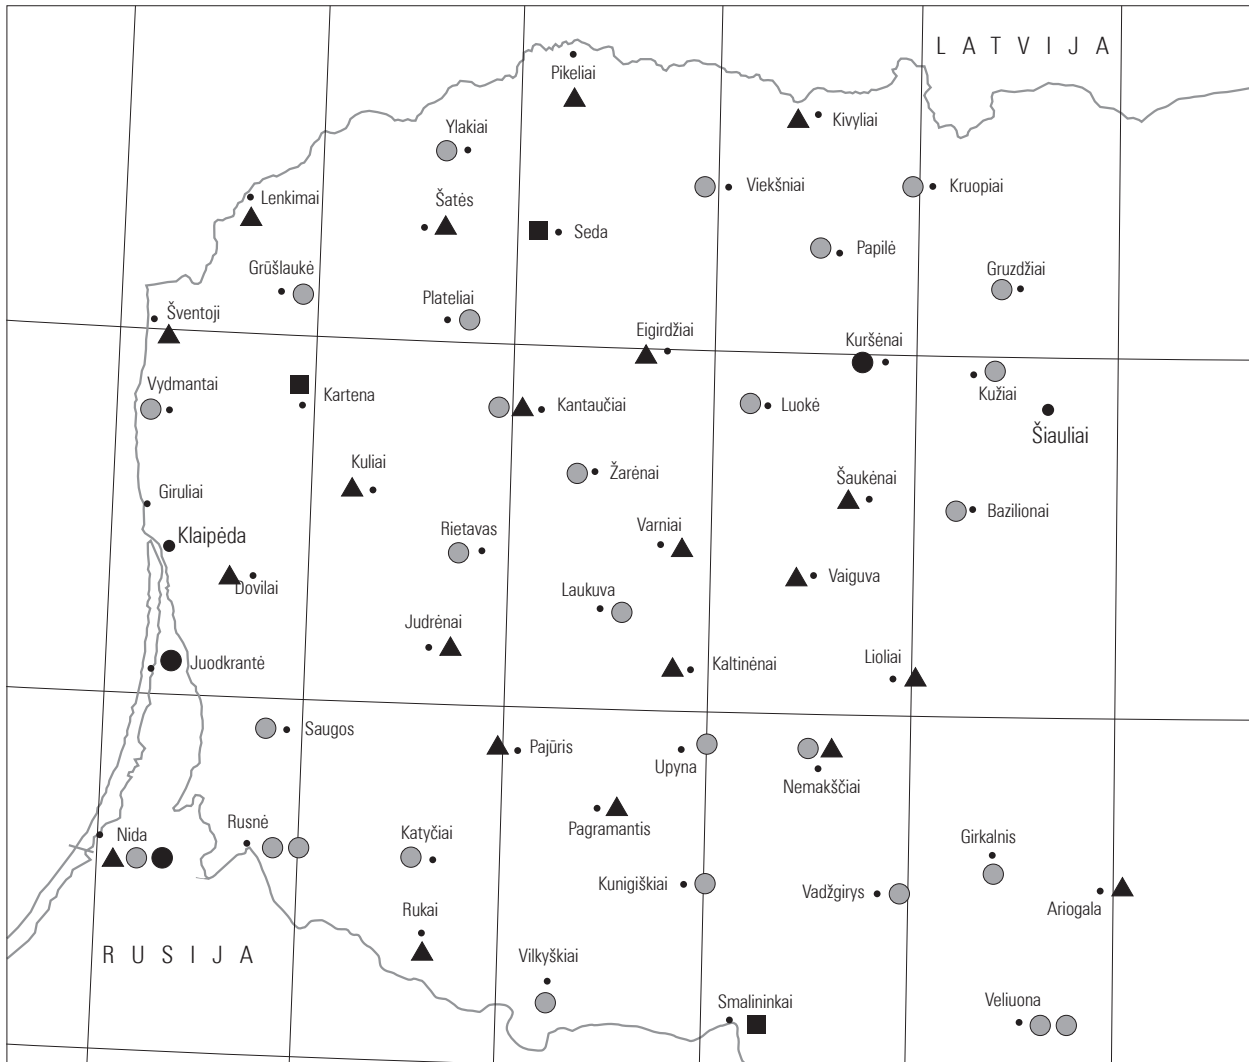 L A T V I J A
Pikeliai
Kivyliai
Ylakiai
Viekšniai
Kruopiai
Lenkimai
Šatės
Seda
Papilė
Grūšlaukė
Gruzdžiai
Plateliai
Šventoji
Eigirdžiai
Kuršėnai
Vydmantai
Kartena
Kantaučiai
Luokė
Kužiai
Šiauliai
Kuliai
Žarėnai
Šaukėnai
Giruliai
Bazilionai
Klaipėda
Rietavas
Varniai
Dovilai
Vaiguva
Laukuva
Judrėnai
Juodkrantė
Kaltinėnai
Lioliai
Saugos
Pajūris
Upyna
Nemakščiai
Pagramantis
Nida
Rusnė
Katyčiai
Girkalnis
Kunigiškiai
Vadžgirys
Ariogala
Rukai
R U S I J A
Vilkyškiai
Smalininkai
Veliuona